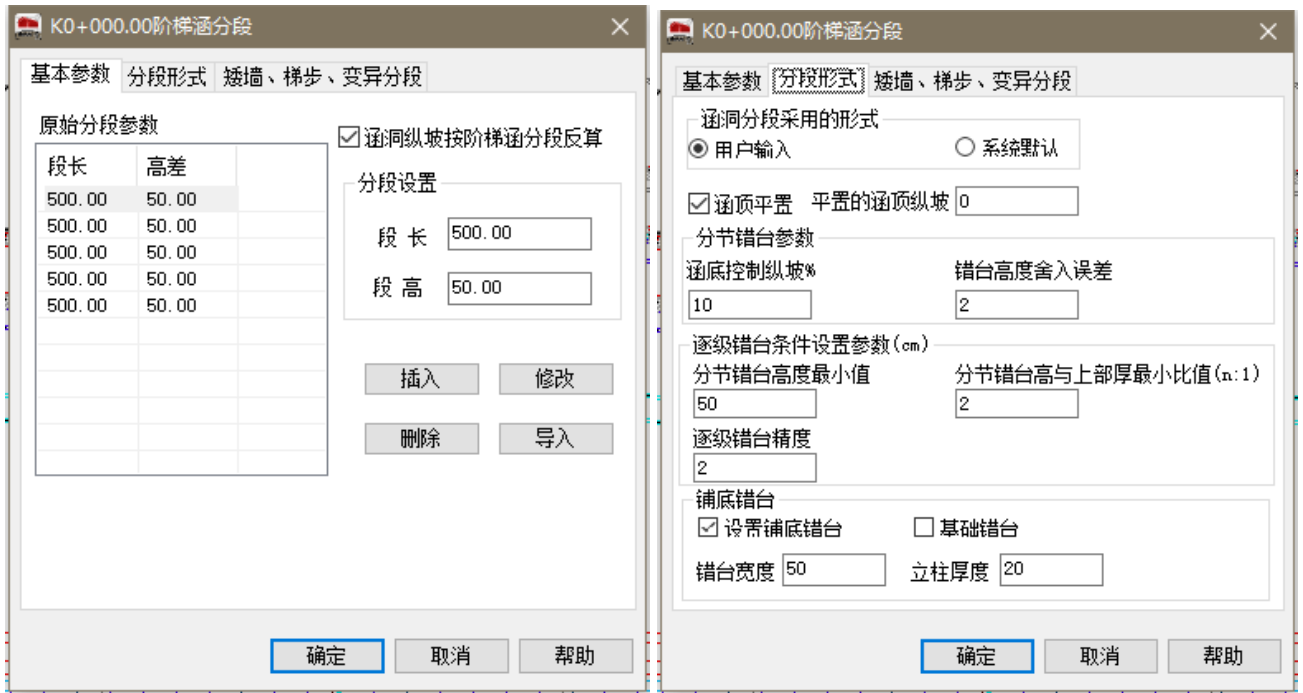 K0+000.00阶梯涵分段
基本参数 分段形式 矮墙、梯步、变异分段
原始分段参数
段长 高差
500.00 50.00
500.00 50.00
500.00 50.00
500.00 50.00
500.00 50.00
涵洞纵坡按阶梯涵分段反算
分段设置
段 长 500.00
段 高 50.00
插入 修改
删除 导入
确定 取消 帮助
K0+000.00阶梯涵分段
基本参数 分段形式 矮墙、梯步、变异分段
涵洞分段采用的形式
用户输入 系统默认
涵顶平置 平置的涵顶纵坡 0
分节错台参数
涵底控制纵坡% 错台高度舍入误差
10 2
逐级错台条件设置参数(cm)
分节错台高度最小值 分节错台高与上部厚最小比值(n:1)
50 2
逐级错台精度
2
铺底错台
设置铺底错台 基础错台
错台宽度 50 立柱厚度 20
确定 取消 帮助